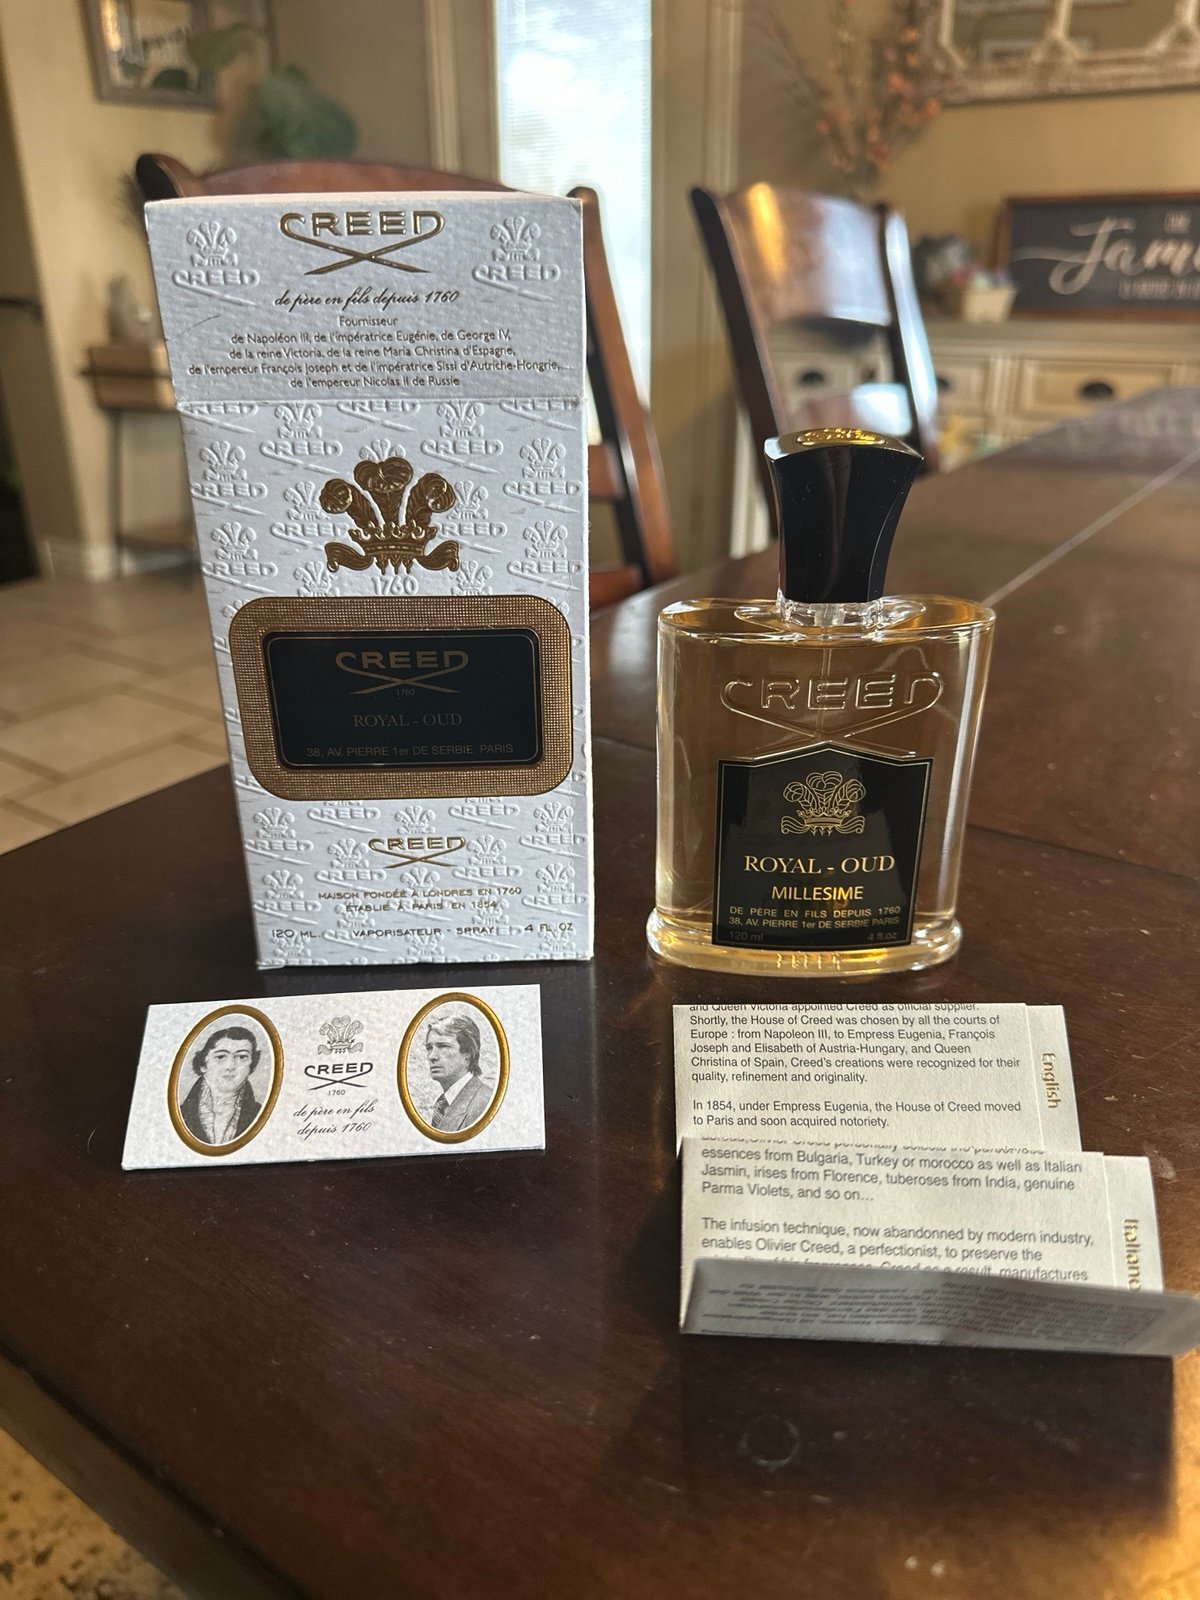 CREED
de père en fils depuis 1760
Fournisseur
de Napoléon III, de l'impératrice Eugénie, de George IV,
de la reine Victoria, de la reine Maria Christina d'Espagne,
de l'empereur François Joseph et de l'impératrice Sissi d'Autriche-Hongrie,...
de l'empereur Nicolas II de Russie
1760
CREED
1760
ROYAL - OUD
38, AV. PIERRE 1er DE SERBIE PARIS
CREED
MAISON FONDÉE À LONDRES EN 1760
ÉTABLIE À PARIS EN 1854
120 ML. VAPORISATEUR - SPRAY 4 FL. OZ
CREED
ROYAL - OUD
MILLESIME
DE PÈRE EN FILS DEPUIS 1760
38, AV. PIERRE 1er DE SERBIE PARIS
120 ml 4 fl.oz
CREED
CREED
1760
de père en fils
depuis 1760
and Queen Victoria appointed Creed as official supplier.
Shortly, the House of Creed was chosen by all the courts of
Europe : from Napoleon III, to Empress Eugenia, François
Joseph and Elisabeth of Austria-Hungary, and Queen
Christina of Spain, Creed's creations were recognized for their
quality, refinement and originality.
In 1854, under Empress Eugenia, the House of Creed moved
to Paris and soon acquired notoriety.
English
essences from Bulgaria, Turkey or morocco as well as Italian
Jasmin, irises from Florence, tuberoses from India, genuine
Parma Violets, and so on...
The infusion technique, now abandonned by modern industry,
enables Olivier Creed, a perfectionist, to preserve the
Creed as a result, manufactures
Italiano
Jame